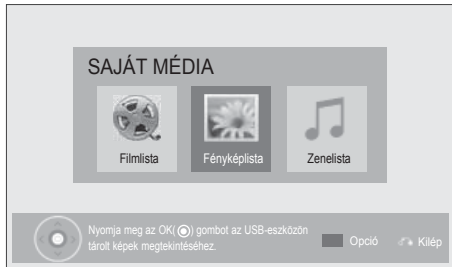 SAJÁT MÉDIA
Filmlista
Fényképlista
Zenelista
Nyomja meg az OK(◉) gombot az USB-eszközön
tárolt képek megtekintéséhez.
Opció
Kilép